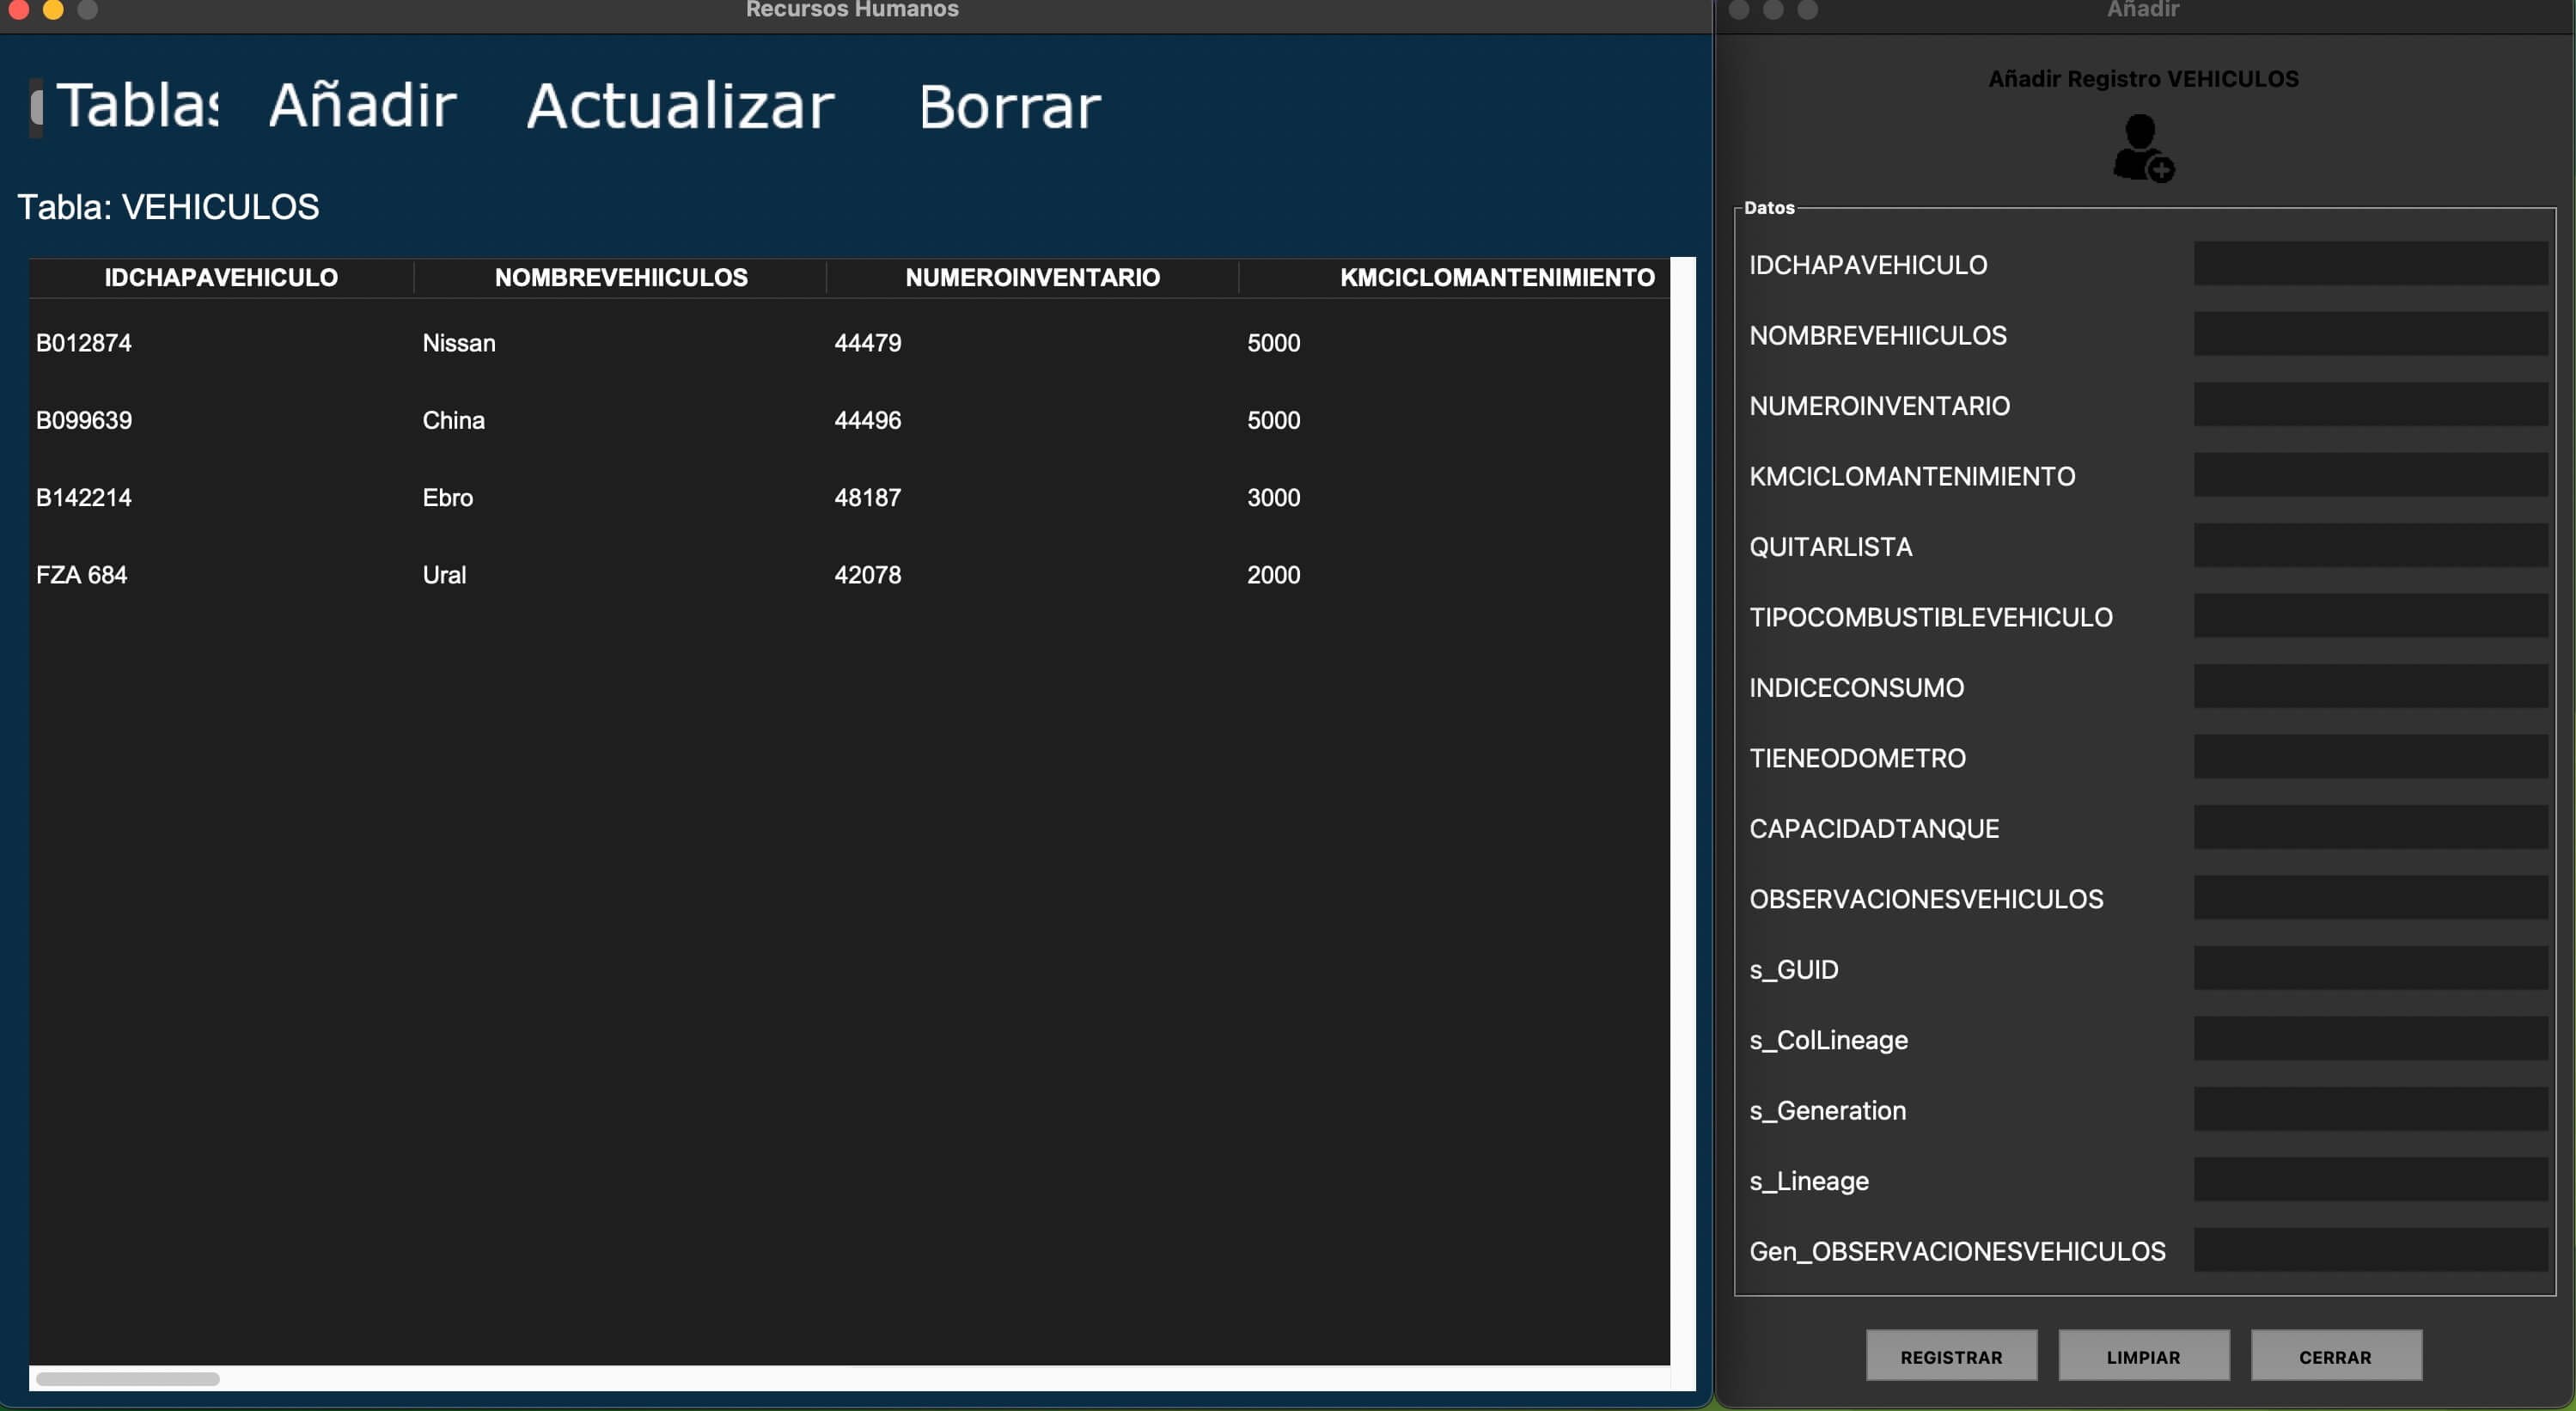 Recursos Humanos
Tablas Añadir Actualizar Borrar
Tabla: VEHICULOS
IDCHAPAVEHICULO NOMBREVEHIICULOS NUMEROINVENTARIO KMCICLOMANTENIMIENTO
B012874 Nissan 44479 5000
B099639 China 44496 5000
B142214 Ebro 48187 3000
FZA 684 Ural 42078 2000
Añadir
Añadir Registro VEHICULOS
Datos
IDCHAPAVEHICULO
NOMBREVEHIICULOS
NUMEROINVENTARIO
KMCICLOMANTENIMIENTO
QUITARLISTA
TIPOCOMBUSTIBLEVEHICULO
INDICECONSUMO
TIENEODOMETRO
CAPACIDADTANQUE
OBSERVACIONESVEHICULOS
s_GUID
s_ColLineage
s_Generation
s_Lineage
Gen_OBSERVACIONESVEHICULOS
REGISTRAR LIMPIAR CERRAR